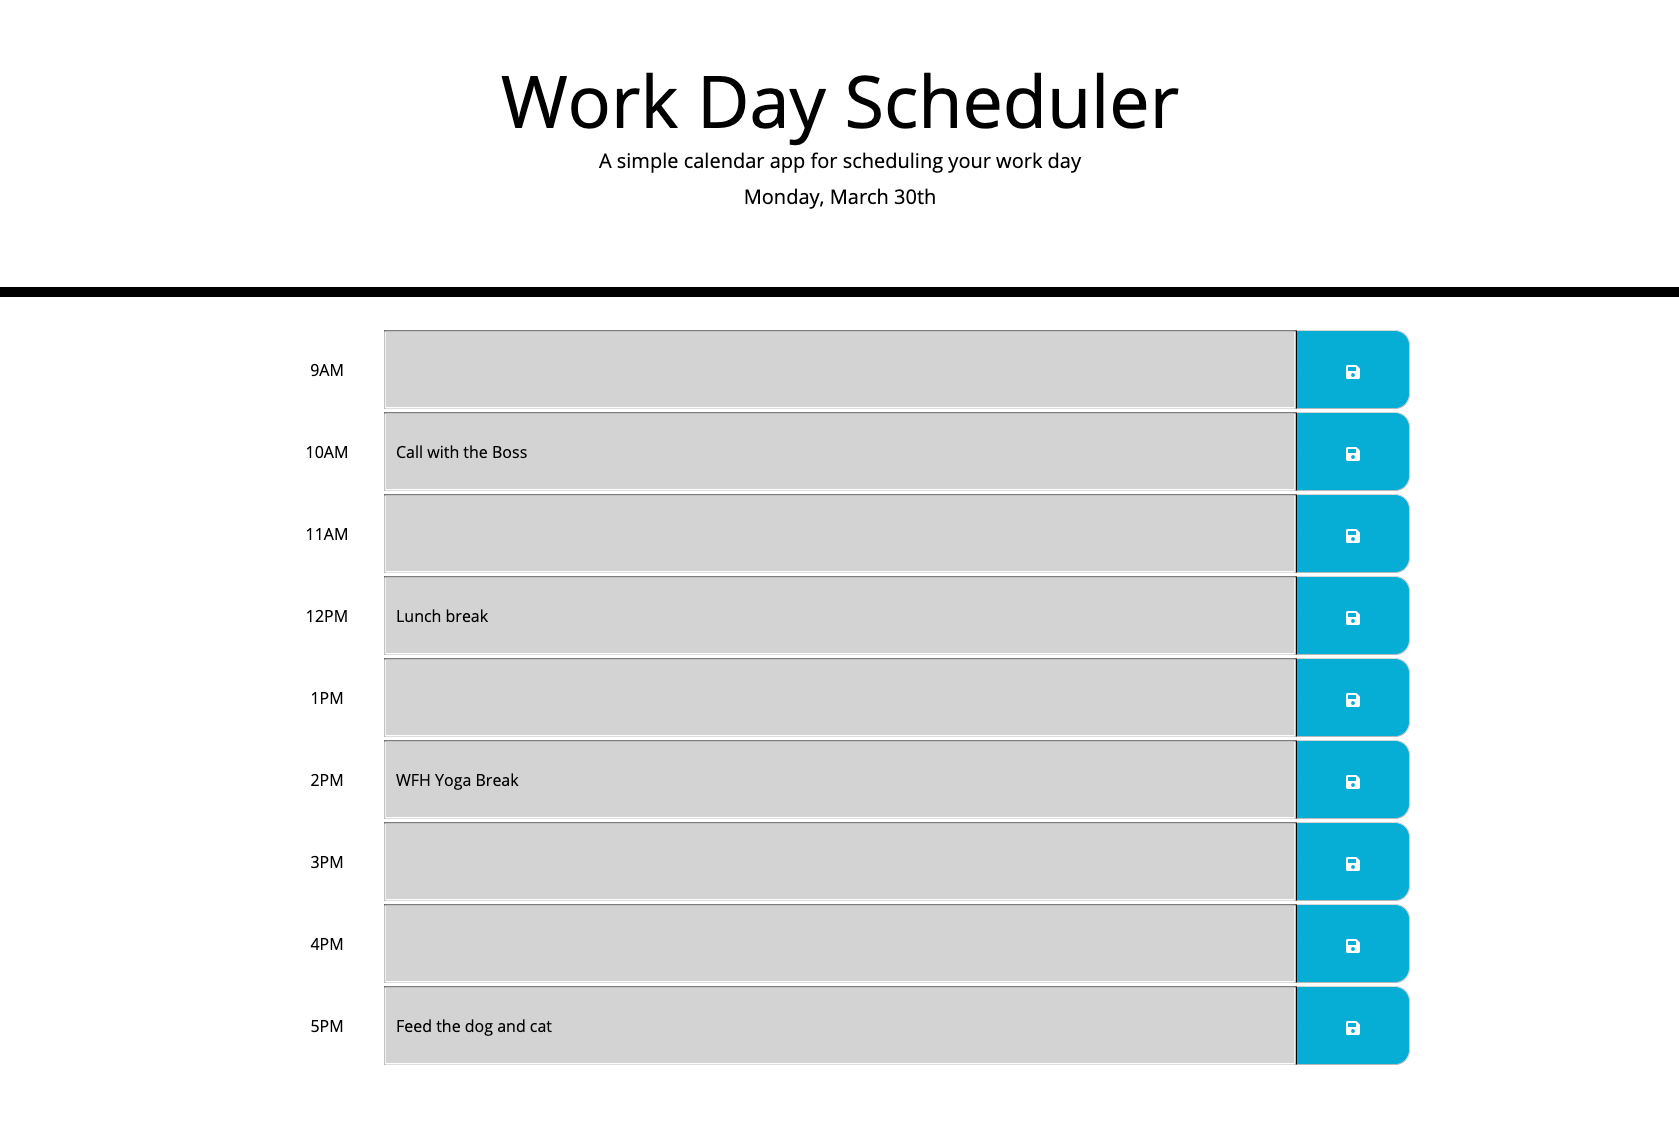 Work Day Scheduler
A simple calendar app for scheduling your work day
Monday, March 30th
9AM
10AM Call with the Boss
11AM
12PM Lunch break
1PM
2PM WFH Yoga Break
3PM
4PM
5PM Feed the dog and cat